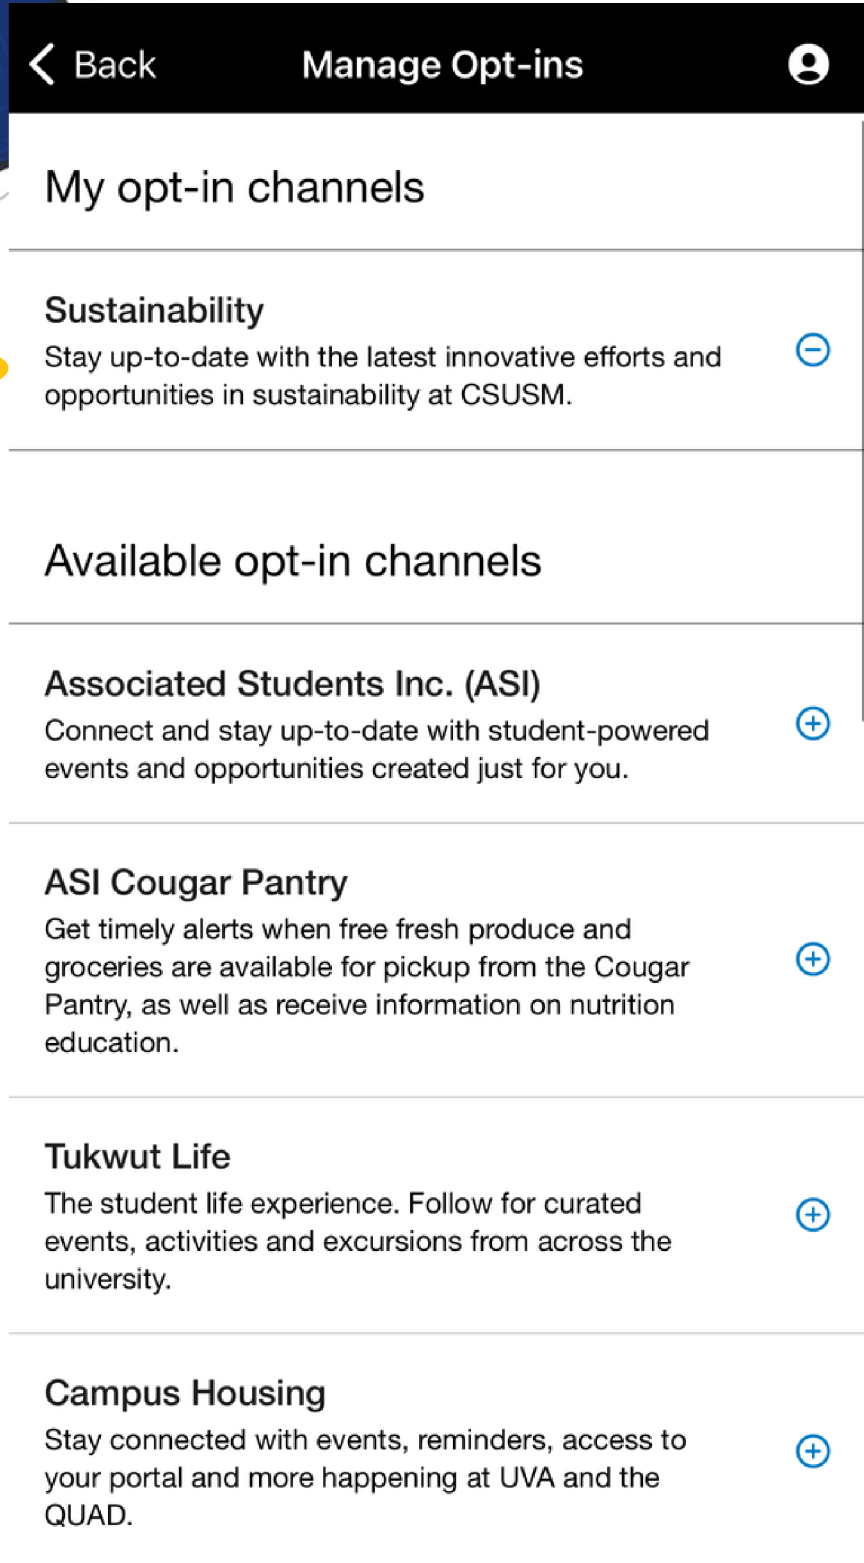 Back
Manage Opt-ins
My opt-in channels
Sustainability
Stay up-to-date with the latest innovative efforts and
opportunities in sustainability at CSUSM.
Available opt-in channels
Associated Students Inc. (ASI)
Connect and stay up-to-date with student-powered
events and opportunities created just for you.
ASI Cougar Pantry
Get timely alerts when free fresh produce and
groceries are available for pickup from the Cougar
Pantry, as well as receive information on nutrition
education.
Tukwut Life
The student life experience. Follow for curated
events, activities and excursions from across the
university.
Campus Housing
Stay connected with events, reminders, access to
your portal and more happening at UVA and the
QUAD.